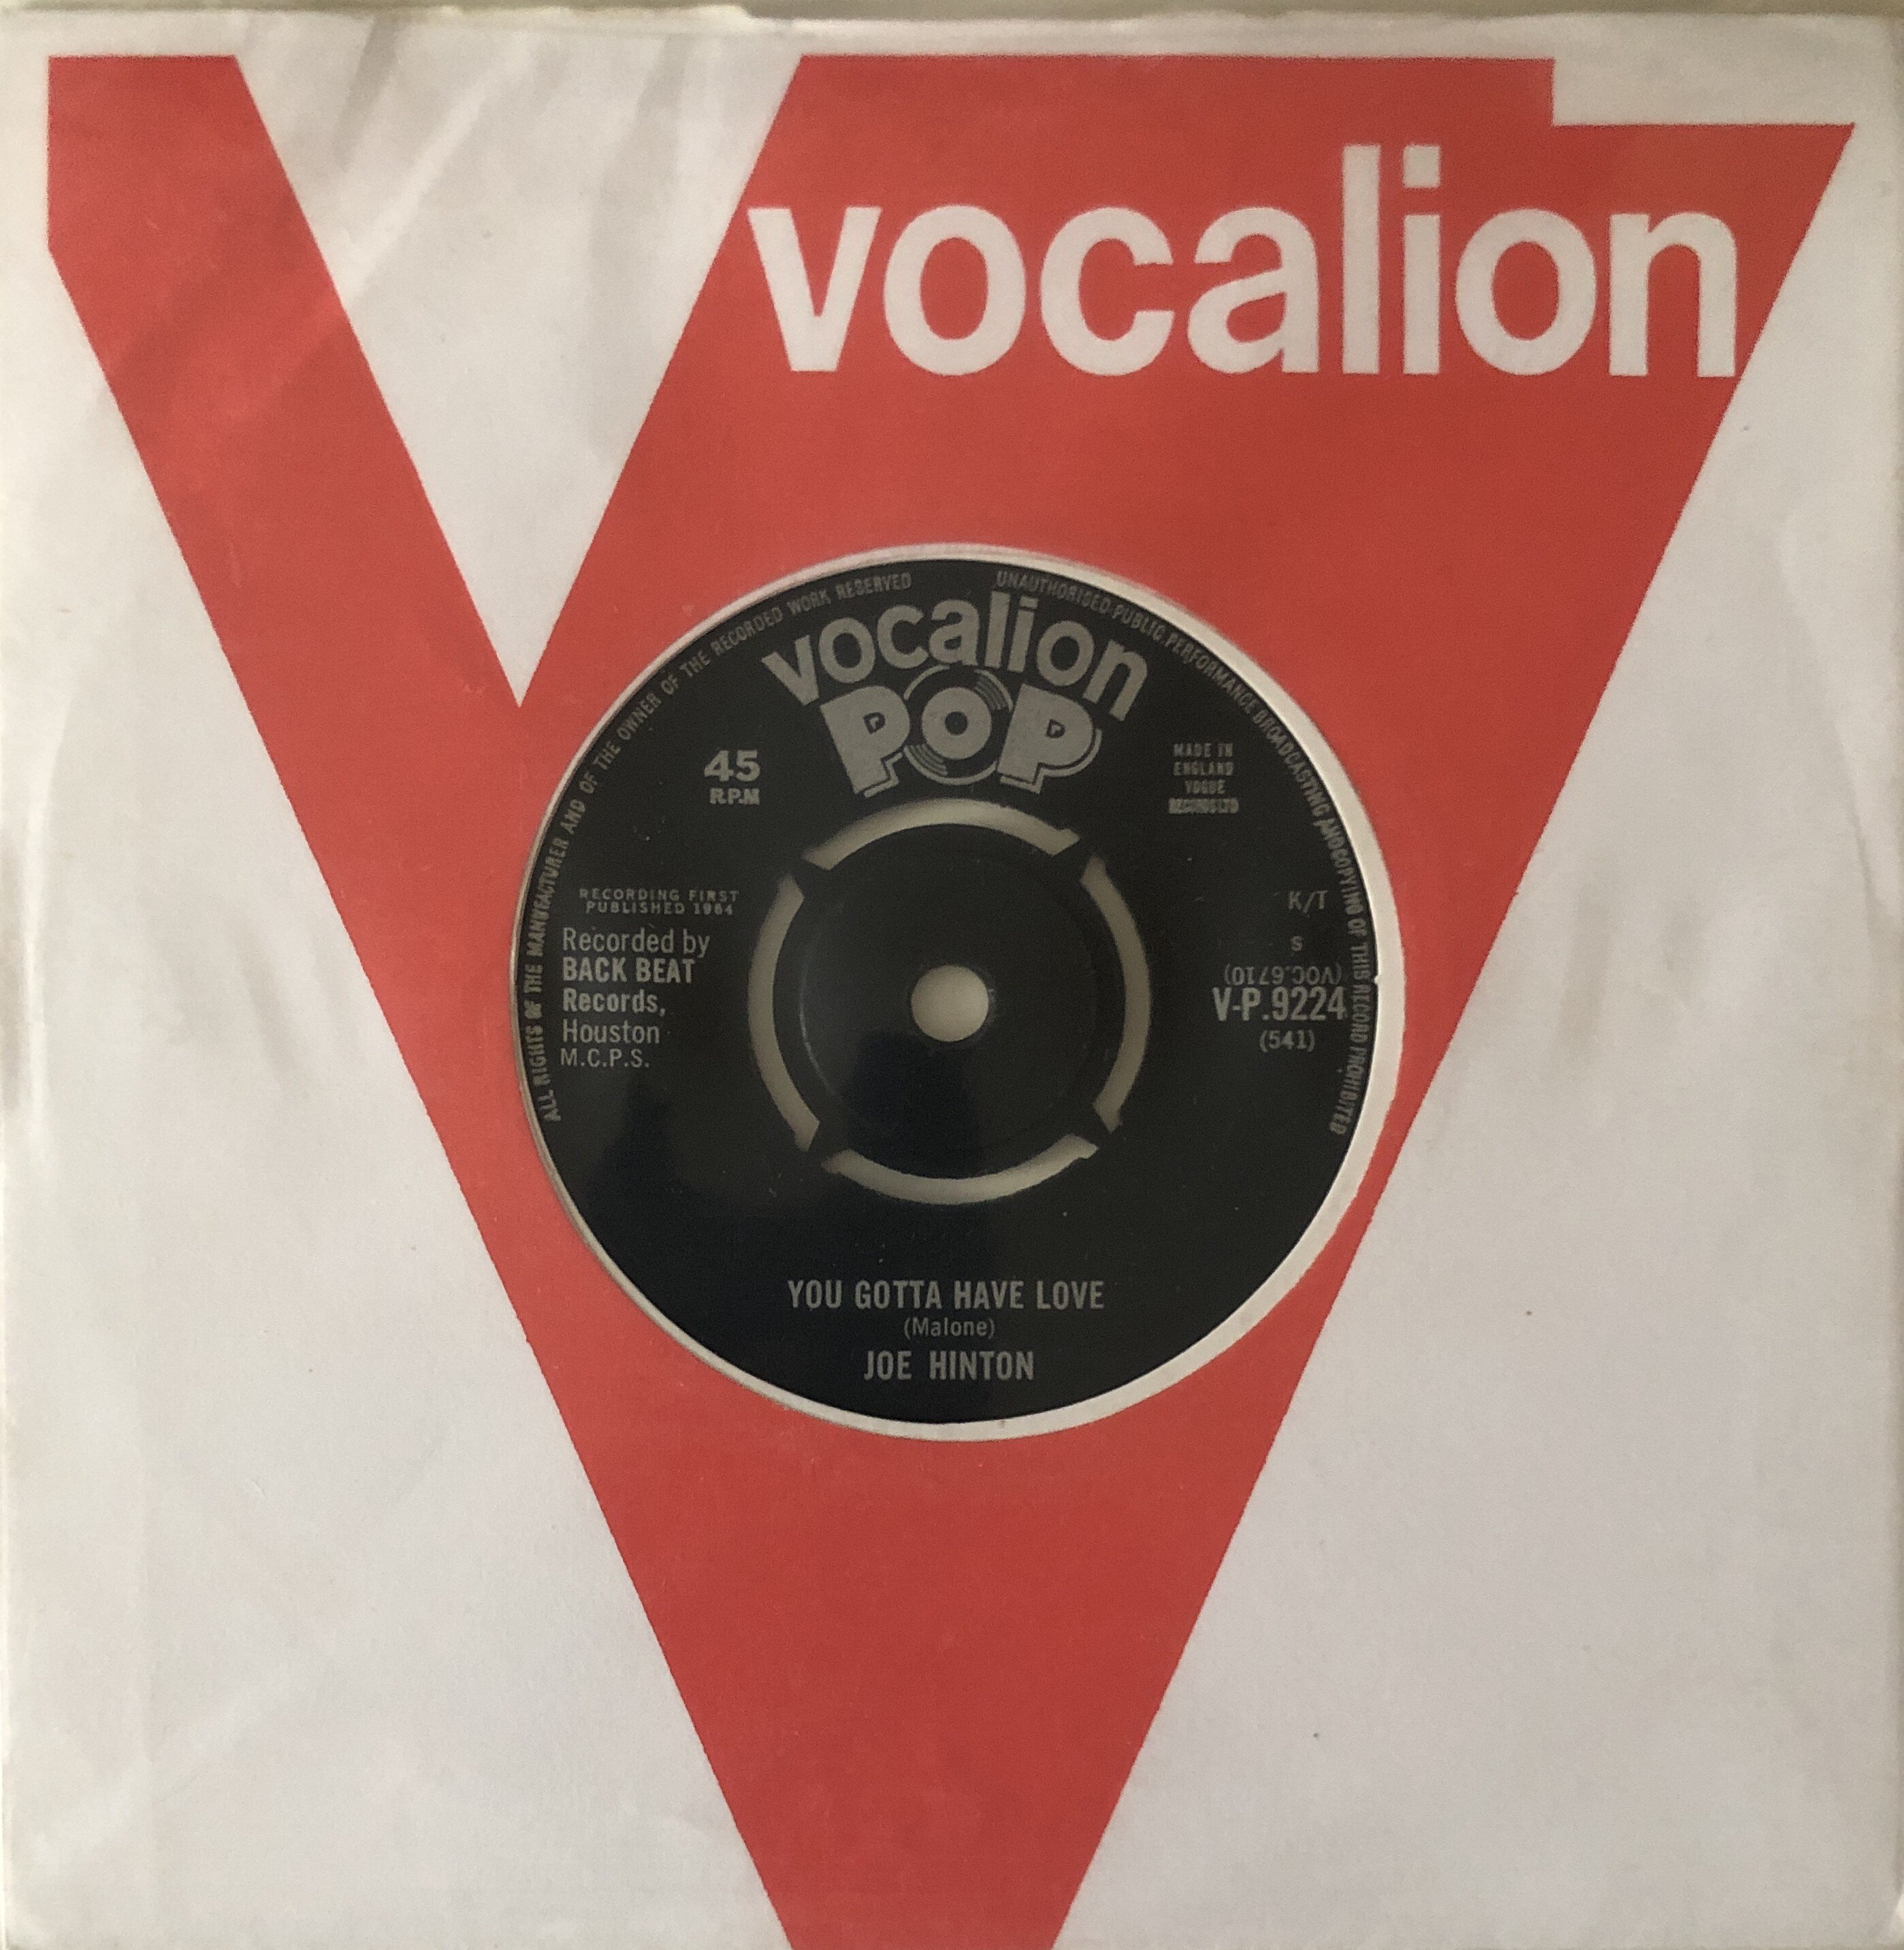 vocalion
ALL RIGHTS OF THE MANUFACTURER AND OF THE OWNER OF THE RECORDED WORK RESERVED
UNAUTHORISED PUBLIC PERFORMANCE BROADCASTING AND COPYING OF THIS RECORD PROHIBITED
vocalion
POP
45
R.P.M
MADE IN
ENGLAND
VOGUE
RECORDS LTD
RECORDING FIRST
PUBLISHED 1964
Recorded by
BACK BEAT
Records,
Houston
M.C.P.S.
K/T
S
(VOC.6710)
V-P.9224
(541)
YOU GOTTA HAVE LOVE
(Malone)
JOE HINTON